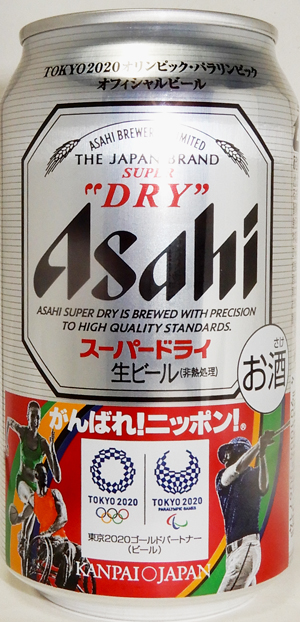 TOKYO2020オリンピック・パラリンピック
オフィシャルビール
ASAHI BREWERIES LIMITED
THE JAPAN BRAND
SUPER
“DRY”
Asahi
ASAHI SUPER DRY IS BREWED WITH PRECISION
TO HIGH QUALITY STANDARDS.
スーパードライ
生ビール(非熱処理)
さけ
お酒
がんばれ!ニッポン!®
TOKYO 2020
TOKYO 2020
PARALYMPIC GAMES
東京2020ゴールドパートナー
(ビール)
KANPAI JAPAN